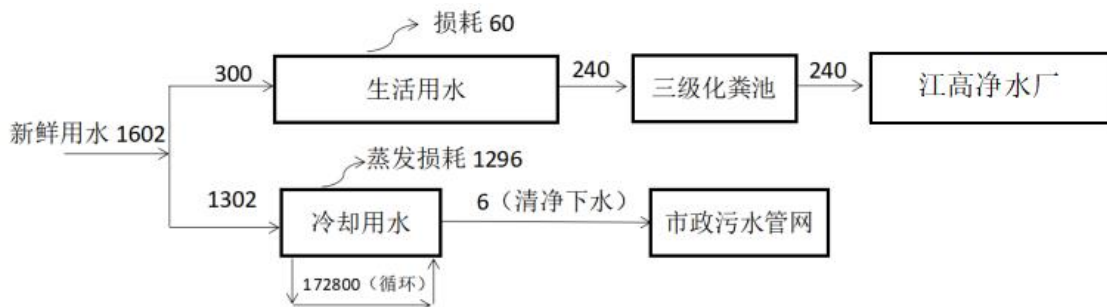 损耗 60
300
生活用水
240
三级化粪池
240
江高净水厂
新鲜用水 1602
蒸发损耗 1296
1302
冷却用水
6（清净下水）
市政污水管网
172800（循环）